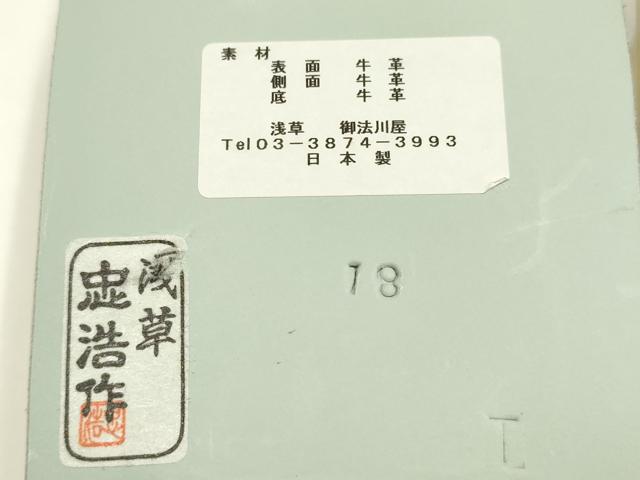 素材
表面 牛革
側面 牛革
底 牛革
浅草 御法川屋
Tel03-3874-3993
日本製
18
浅草
忠浩作